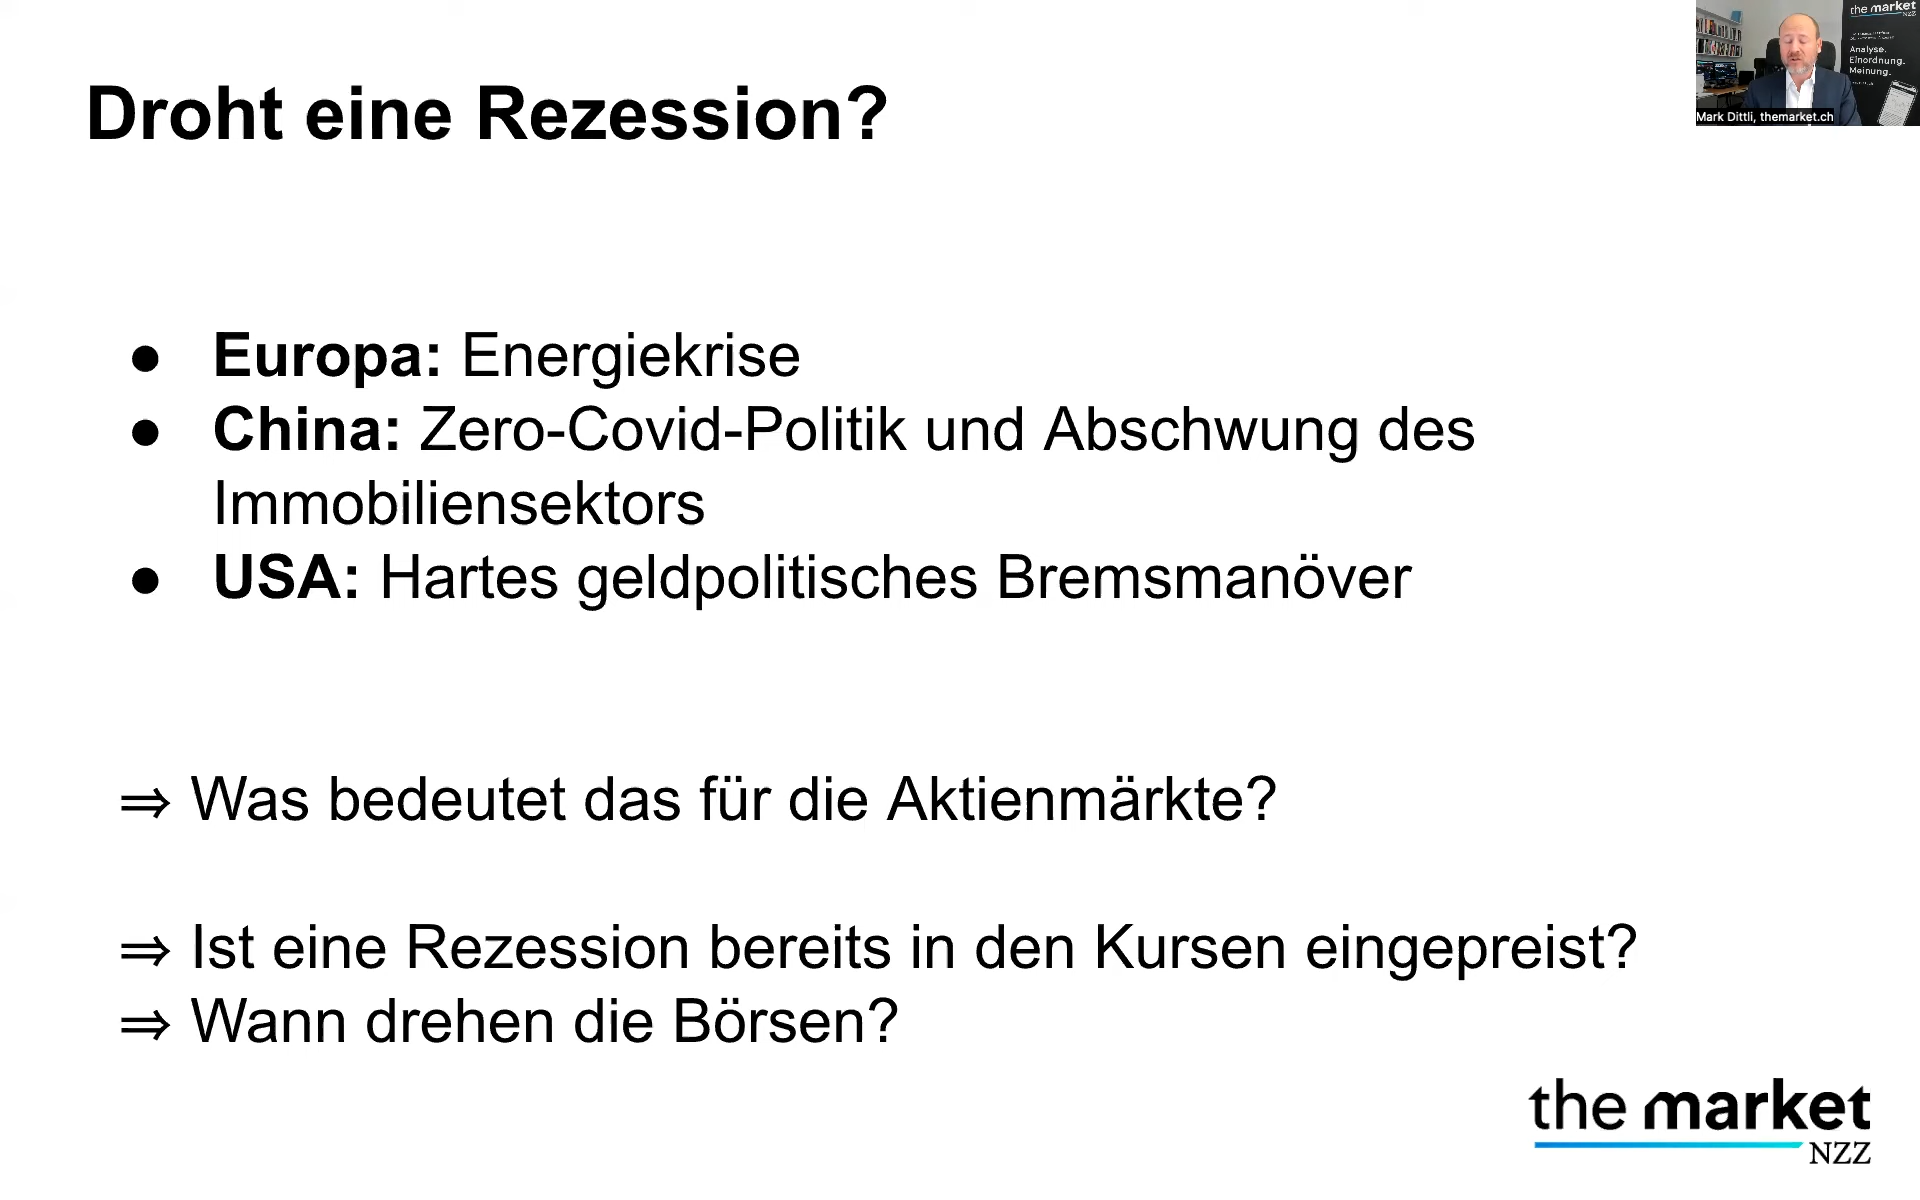 Droht eine Rezession?
the market
NZZ
Analyse.
Einordnung.
Meinung.
Mark Dittli, themarket.ch
● Europa: Energiekrise
● China: Zero-Covid-Politik und Abschwung des
Immobiliensektors
● USA: Hartes geldpolitisches Bremsmanöver
⇒ Was bedeutet das für die Aktienmärkte?
⇒ Ist eine Rezession bereits in den Kursen eingepreist?
⇒ Wann drehen die Börsen?
the market
NZZ